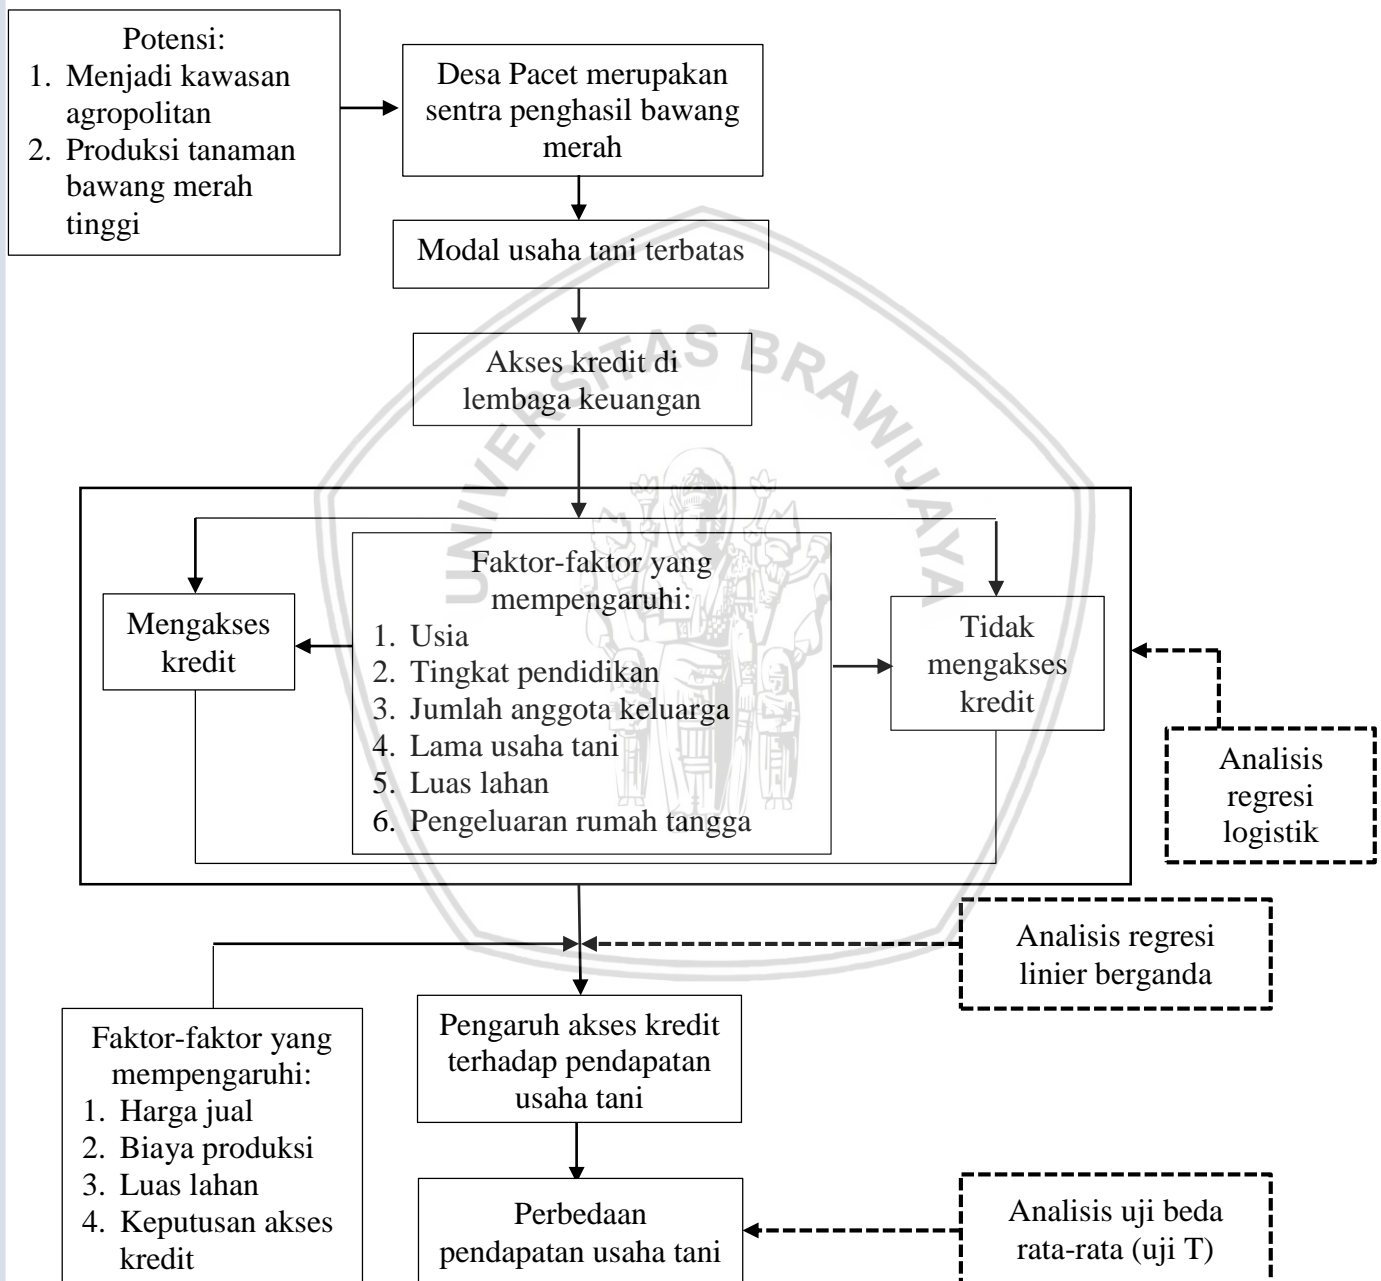 Potensi:
1. Menjadi kawasan
agropolitan
2. Produksi tanaman
bawang merah
tinggi
Desa Pacet merupakan
sentra penghasil bawang
merah
Modal usaha tani terbatas
Akses kredit di
lembaga keuangan
UNIVERSITAS BRAWIJAYA
Mengakses
kredit
Faktor-faktor yang
mempengaruhi:
1. Usia
2. Tingkat pendidikan
3. Jumlah anggota keluarga
4. Lama usaha tani
5. Luas lahan
6. Pengeluaran rumah tangga
Tidak
mengakses
kredit
Analisis
regresi
logistik
Analisis regresi
linier berganda
Faktor-faktor yang
mempengaruhi:
1. Harga jual
2. Biaya produksi
3. Luas lahan
4. Keputusan akses
kredit
Pengaruh akses kredit
terhadap pendapatan
usaha tani
Perbedaan
pendapatan usaha tani
Analisis uji beda
rata-rata (uji T)